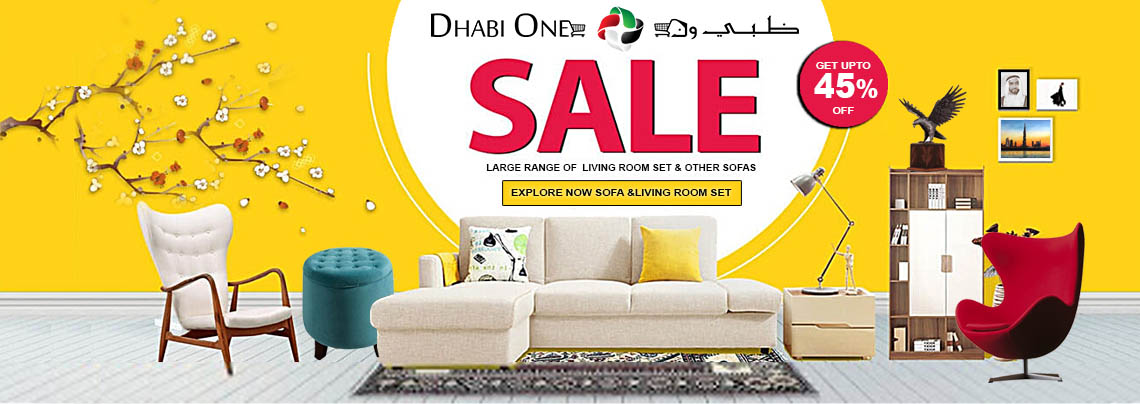 DHABI ONE ظبي ون
SALE
GET UPTO
45%
OFF
LARGE RANGE OF LIVING ROOM SET & OTHER SOFAS
EXPLORE NOW SOFA &LIVING ROOM SET